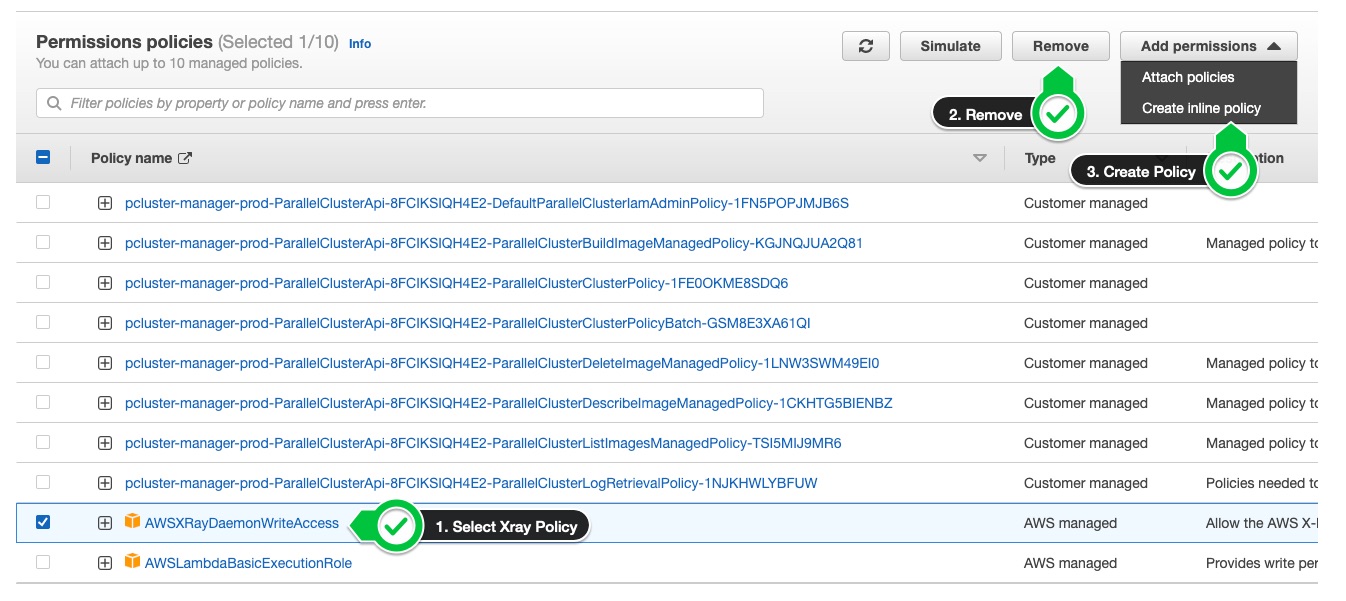 Permissions policies (Selected 1/10) Info
You can attach up to 10 managed policies.
Simulate
Remove
Add permissions
Attach policies
Create inline policy
Filter policies by property or policy name and press enter.
2. Remove
3. Create Policy
Policy name
Type
tion
pcluster-manager-prod-ParallelClusterApi-8FCIKSIQH4E2-DefaultParallelClusterIamAdminPolicy-1FN5POPJMJB6S Customer managed
pcluster-manager-prod-ParallelClusterApi-8FCIKSIQH4E2-ParallelClusterBuildImageManagedPolicy-KGJNQJUA2Q81 Customer managed Managed policy to
pcluster-manager-prod-ParallelClusterApi-8FCIKSIQH4E2-ParallelClusterClusterPolicy-1FE0OKME8SDQ6 Customer managed
pcluster-manager-prod-ParallelClusterApi-8FCIKSIQH4E2-ParallelClusterClusterPolicyBatch-GSM8E3XA61QI Customer managed
pcluster-manager-prod-ParallelClusterApi-8FCIKSIQH4E2-ParallelClusterDeleteImageManagedPolicy-1LNW3SWM49EI0 Customer managed Managed policy to
pcluster-manager-prod-ParallelClusterApi-8FCIKSIQH4E2-ParallelClusterDescribeImageManagedPolicy-1CKHTG5BIENBZ Customer managed Managed policy to
pcluster-manager-prod-ParallelClusterApi-8FCIKSIQH4E2-ParallelClusterListImagesManagedPolicy-TSI5MIJ9MR6 Customer managed Managed policy to
pcluster-manager-prod-ParallelClusterApi-8FCIKSIQH4E2-ParallelClusterLogRetrievalPolicy-1NJKHWLYBFUW Customer managed Policies needed to
AWSXRayDaemonWriteAccess 1. Select Xray Policy AWS managed Allow the AWS X-
AWSLambdaBasicExecutionRole AWS managed Provides write per